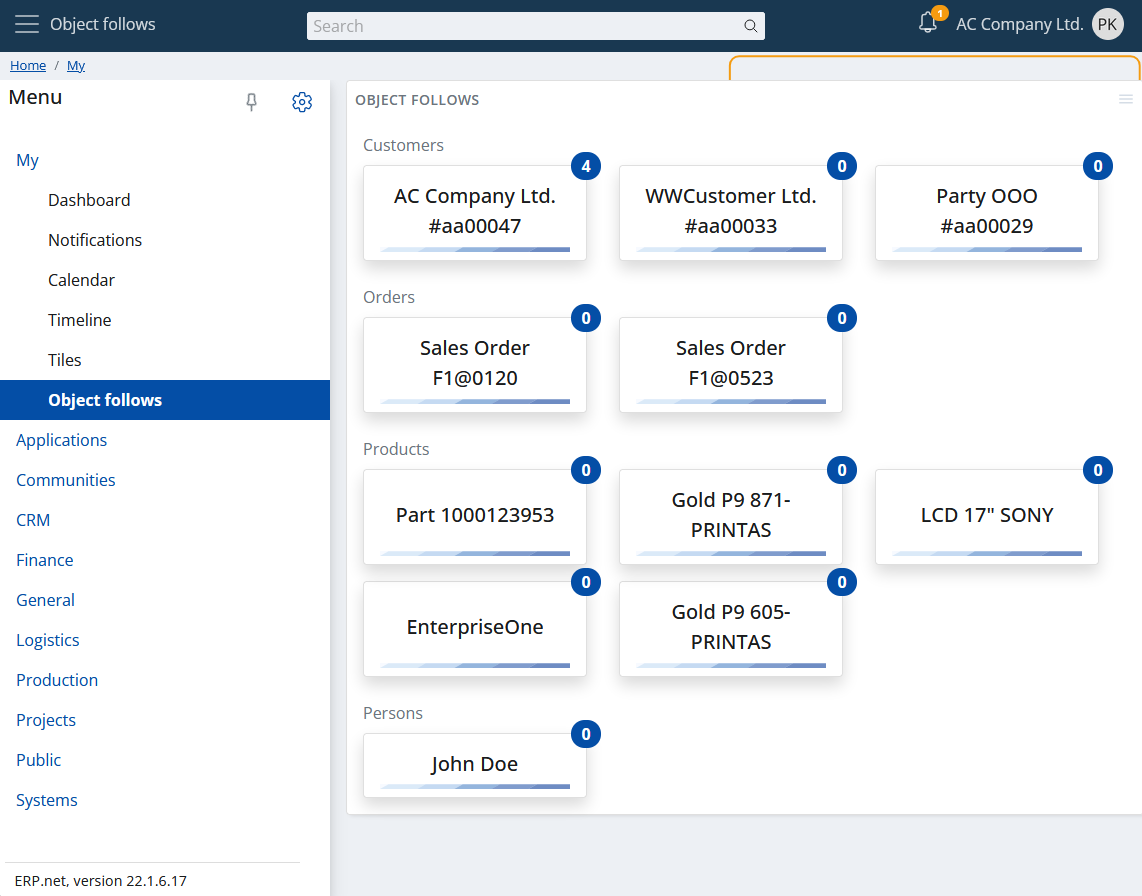 Object follows
Search
1
AC Company Ltd.
PK
Home / My
Menu
My
Dashboard
Notifications
Calendar
Timeline
Tiles
Object follows
Applications
Communities
CRM
Finance
General
Logistics
Production
Projects
Public
Systems
ERP.net, version 22.1.6.17
OBJECT FOLLOWS
Customers
4
AC Company Ltd.
#aa00047
0
WWCustomer Ltd.
#aa00033
0
Party OOO
#aa00029
Orders
0
Sales Order
F1@0120
0
Sales Order
F1@0523
Products
0
Part 1000123953
0
Gold P9 871-
PRINTAS
0
LCD 17" SONY
0
EnterpriseOne
0
Gold P9 605-
PRINTAS
Persons
0
John Doe